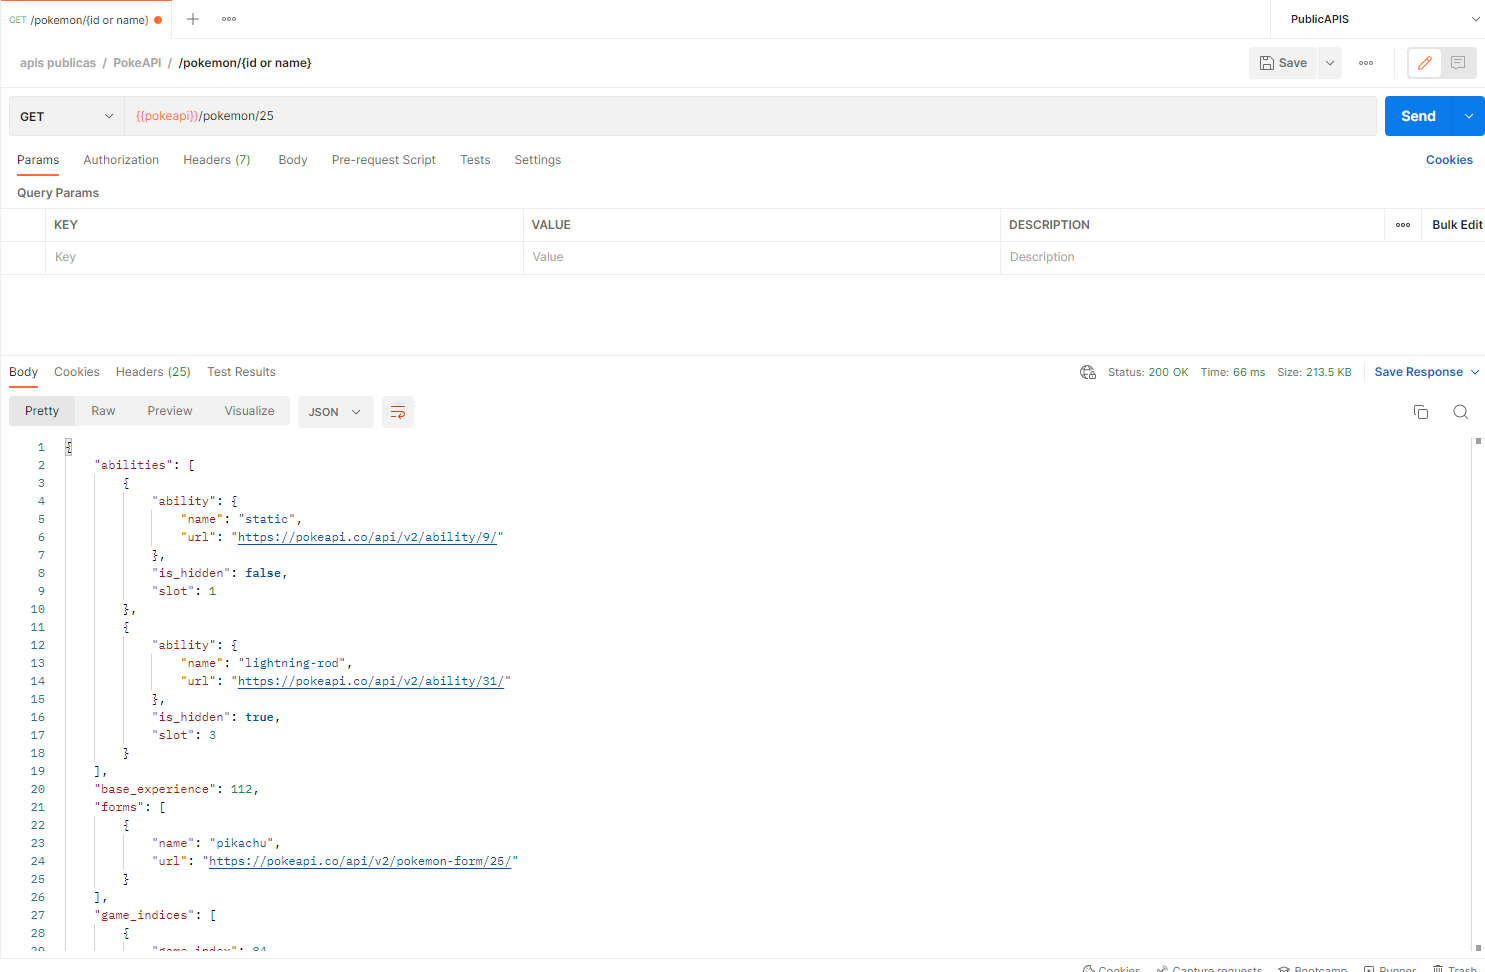 GET /pokemon/{id or name}
PublicAPIS
apis publicas / PokeAPI / /pokemon/{id or name}
Save
GET
{{pokeapi}}/pokemon/25
Send
Params Authorization Headers (7) Body Pre-request Script Tests Settings
Cookies
Query Params
KEY VALUE DESCRIPTION
Bulk Edit
Key Value Description
Body Cookies Headers (25) Test Results
Status: 200 OK Time: 66 ms Size: 213.5 KB
Save Response
Pretty Raw Preview Visualize
JSON
1 {
2 "abilities": [
3 {
4 "ability": {
5 "name": "static",
6 "url": "https://pokeapi.co/api/v2/ability/9/"
7 },
8 "is_hidden": false,
9 "slot": 1
10 },
11 {
12 "ability": {
13 "name": "lightning-rod",
14 "url": "https://pokeapi.co/api/v2/ability/31/"
15 },
16 "is_hidden": true,
17 "slot": 3
18 }
19 ],
20 "base_experience": 112,
21 "forms": [
22 {
23 "name": "pikachu",
24 "url": "https://pokeapi.co/api/v2/pokemon-form/25/"
25 }
26 ],
27 "game_indices": [
28 {
29 "game_index": 84
Cookies Capture requests Bootcamp Runner Trash